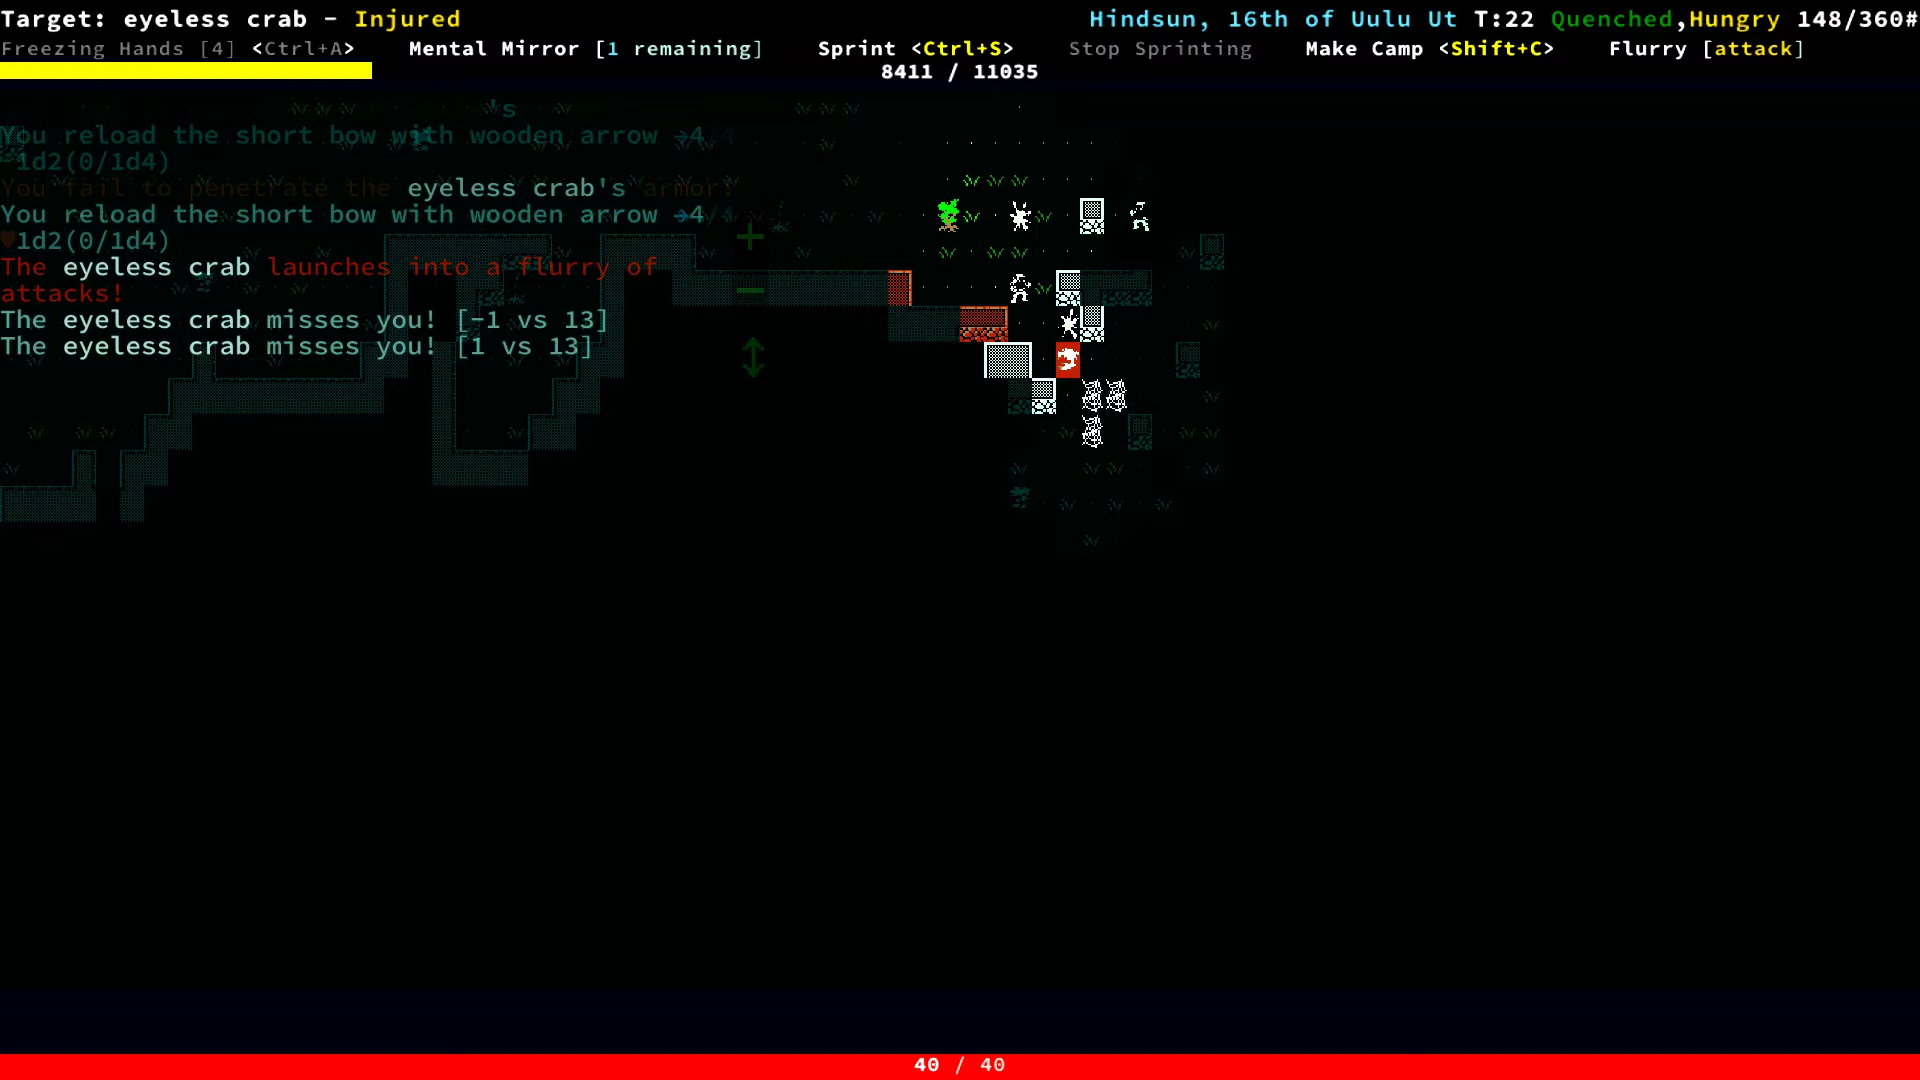 Target: eyeless crab - Injured
Hindsun, 16th of Uulu Ut T:22 Quenched,Hungry 148/360#
Freezing Hands [4] <Ctrl+A> Mental Mirror [1 remaining] Sprint <Ctrl+S> Stop Sprinting Make Camp <Shift+C> Flurry [attack]
8411 / 11035
's
You reload the short bow with wooden arrow →4
1d2(0/1d4)
You fail to penetrate the eyeless crab's armor!
You reload the short bow with wooden arrow →4
♥1d2(0/1d4)
The eyeless crab launches into a flurry of
attacks!
The eyeless crab misses you! [-1 vs 13]
The eyeless crab misses you! [1 vs 13]
40 / 40